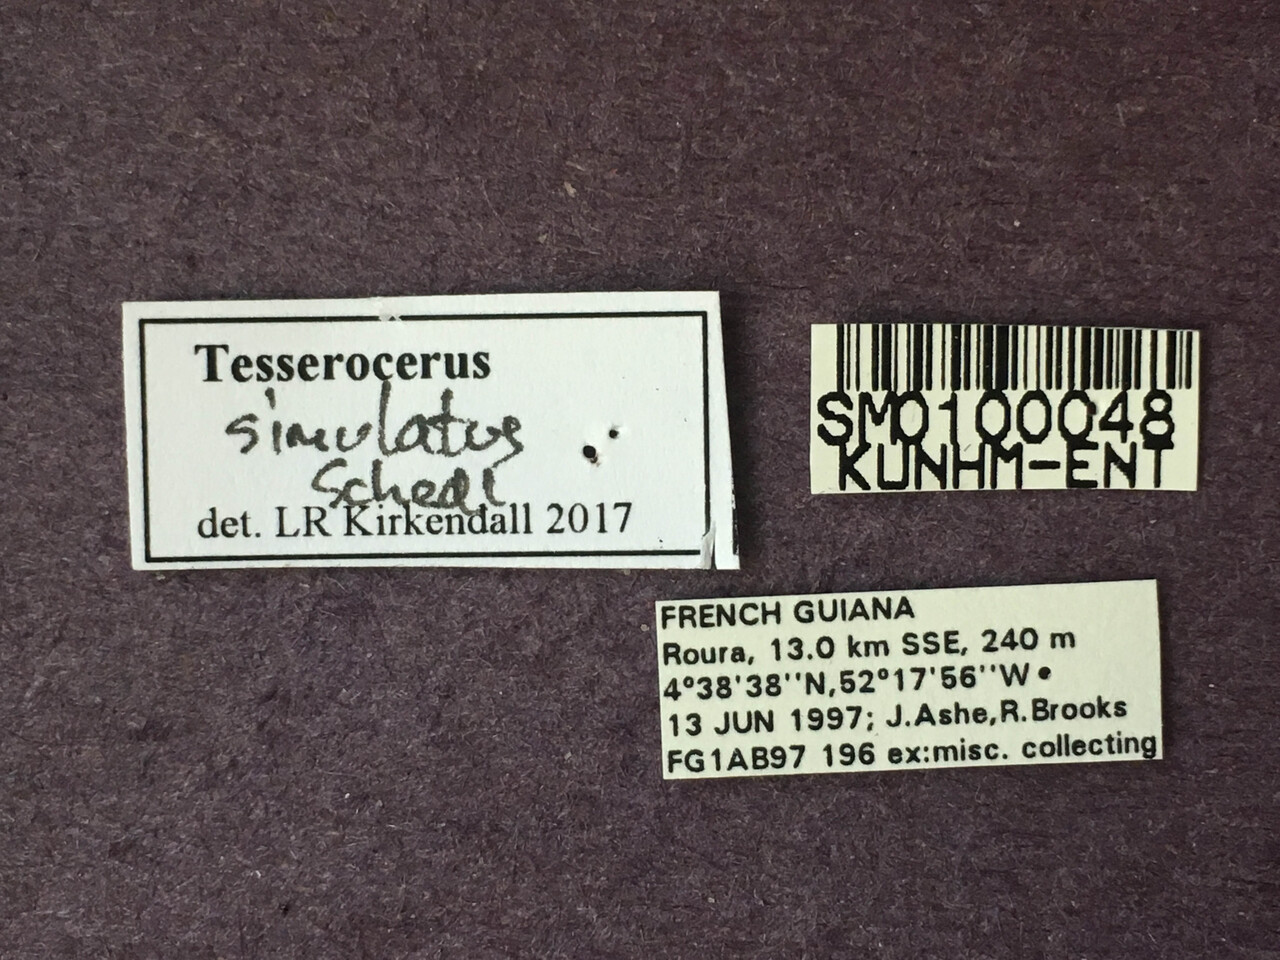 Tesserocerus
simulatus
Schedl
det. LR Kirkendall 2017
SM0100048
KUNHM-ENT
FRENCH GUIANA
Roura, 13.0 km SSE, 240 m
4°38'38''N,52°17'56''W
13 JUN 1997; J.Ashe,R.Brooks
FG1AB97 196 ex:misc. collecting